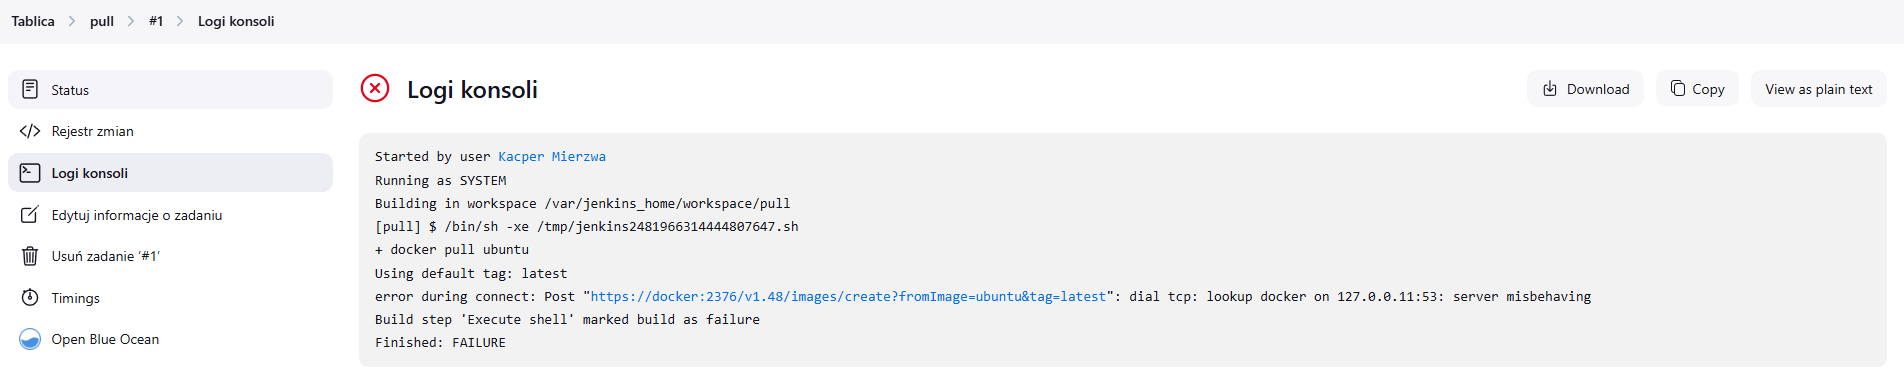 Tablica > pull > #1 > Logi konsoli
Status
Rejestr zmian
Logi konsoli
Edytuj informacje o zadaniu
Usuń zadanie ‘#1’
Timings
Open Blue Ocean
Logi konsoli
Download
Copy
View as plain text
Started by user Kacper Mierzwa
Running as SYSTEM
Building in workspace /var/jenkins_home/workspace/pull
[pull] $ /bin/sh -xe /tmp/jenkins2481966314444807647.sh
+ docker pull ubuntu
Using default tag: latest
error during connect: Post "https://docker:2376/v1.48/images/create?fromImage=ubuntu&tag=latest": dial tcp: lookup docker on 127.0.0.11:53: server misbehaving
Build step 'Execute shell' marked build as failure
Finished: FAILURE